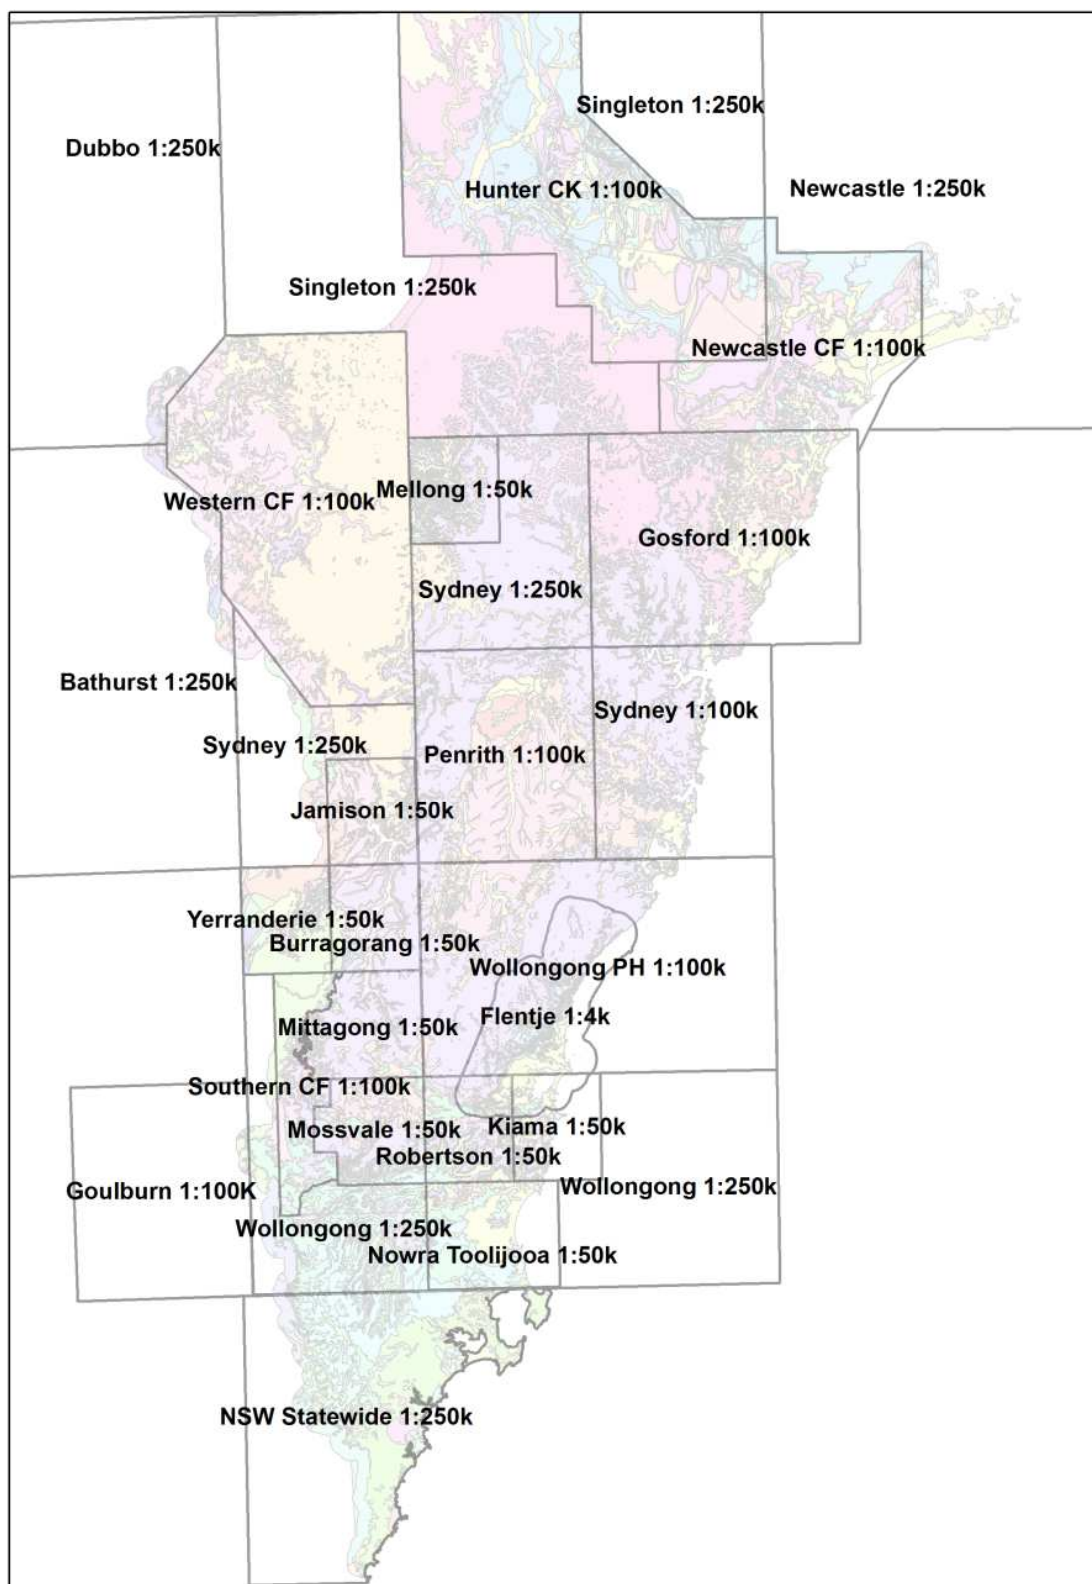 Singleton 1:250k
Dubbo 1:250k
Hunter CK 1:100k
Newcastle 1:250k
Singleton 1:250k
Newcastle CF 1:100k
Mellong 1:50k
Western CF 1:100k
Gosford 1:100k
Sydney 1:250k
Bathurst 1:250k
Sydney 1:100k
Sydney 1:250k
Penrith 1:100k
Jamison 1:50k
Yerranderie 1:50k
Burragorang 1:50k
Wollongong PH 1:100k
Flentje 1:4k
Mittagong 1:50k
Southern CF 1:100k
Mossvale 1:50k
Kiama 1:50k
Robertson 1:50k
Goulburn 1:100K
Wollongong 1:250k
Wollongong 1:250k
Nowra Toolijooa 1:50k
NSW Statewide 1:250k